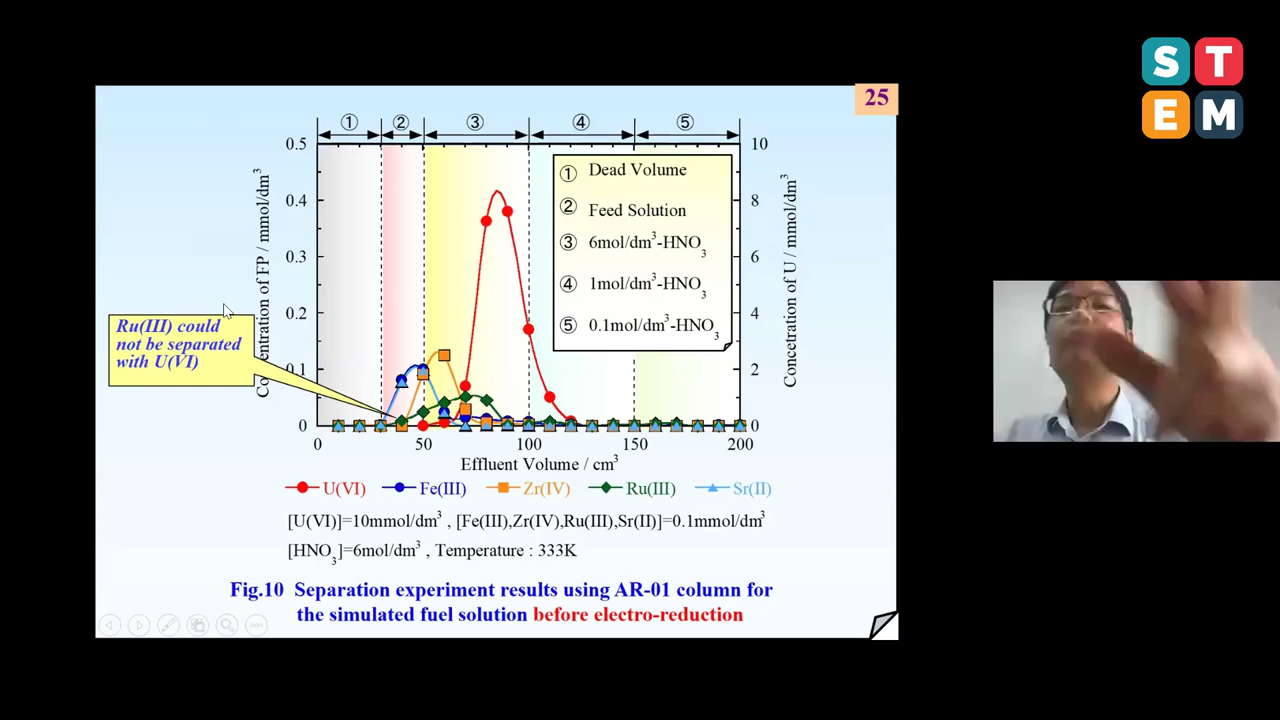 S T
E M
25
① ② ③ ④ ⑤
0.5
0.4
0.3
0.2
0.1
0
10
8
6
4
2
0
Concetration of U / mmol/dm³
entration of FP / mmol/dm³
① Dead Volume
② Feed Solution
③ 6mol/dm³-HNO₃
④ 1mol/dm³-HNO₃
⑤ 0.1mol/dm³-HNO₃
Ru(III) could
not be separated
with U(VI)
0 50 100 150 200
Effluent Volume / cm³
U(VI) Fe(III) Zr(IV) Ru(III) Sr(II)
[U(VI)]=10mmol/dm³ , [Fe(III),Zr(IV),Ru(III),Sr(II)]=0.1mmol/dm³
[HNO₃]=6mol/dm³ , Temperature : 333K
Fig.10 Separation experiment results using AR-01 column for
the simulated fuel solution before electro-reduction